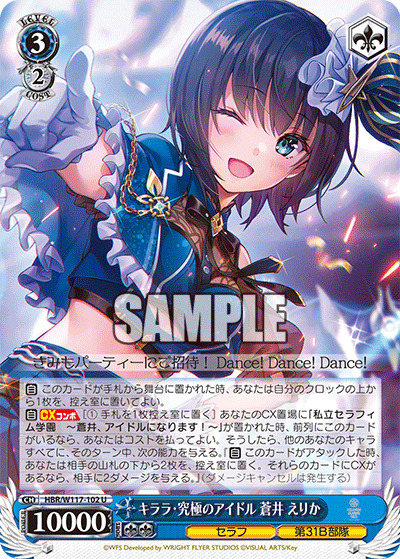 LEVEL
3
2
COST
SAMPLE
きみもパーティーにご招待! Dance! Dance! Dance!
自 このカードが手札から舞台に置かれた時、あなたは自分のクロックの上から1枚を、控え室に置いてよい。
自 CXコンボ [① 手札を1枚控え室に置く] あなたのCX置場に「私立セラフィム学園 ～蒼井、アイドルになります!～」が置かれた時、前列にこのカードがいるなら、あなたはコストを払ってよい。そうしたら、他のあなたのキャラすべてに、そのターン中、次の能力を与える。『自 このカードがアタックした時、あなたは相手の山札の下から2枚を、控え室に置き、それらのカードにCXがあるなら、相手に2ダメージを与える。』(ダメージキャンセルは発生する)
CH HBR/W117-102 U
10000
キララ・究極のアイドル 蒼井 えりか
セラフ
第31B部隊
©WFS Developed by WRIGHT FLYER STUDIOS ©VISUAL ARTS/Key